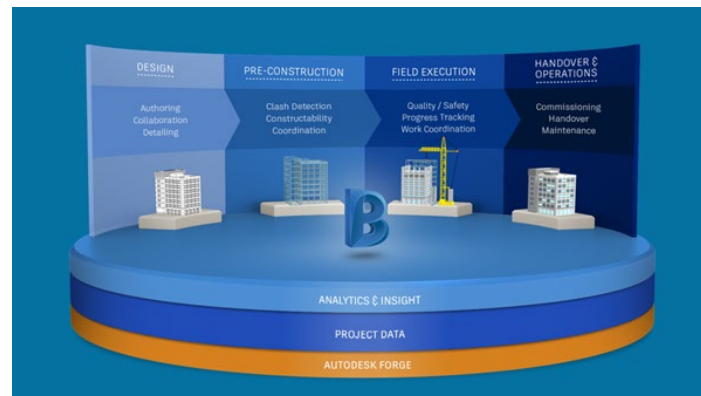 DESIGN
Authoring
Collaboration
Detailing
PRE-CONSTRUCTION
Clash Detection
Constructability
Coordination
FIELD EXECUTION
Quality / Safety
Progress Tracking
Work Coordination
HANDOVER &
OPERATIONS
Commissioning
Handover
Maintenance
B
ANALYTICS & INSIGHT
PROJECT DATA
AUTODESK FORGE